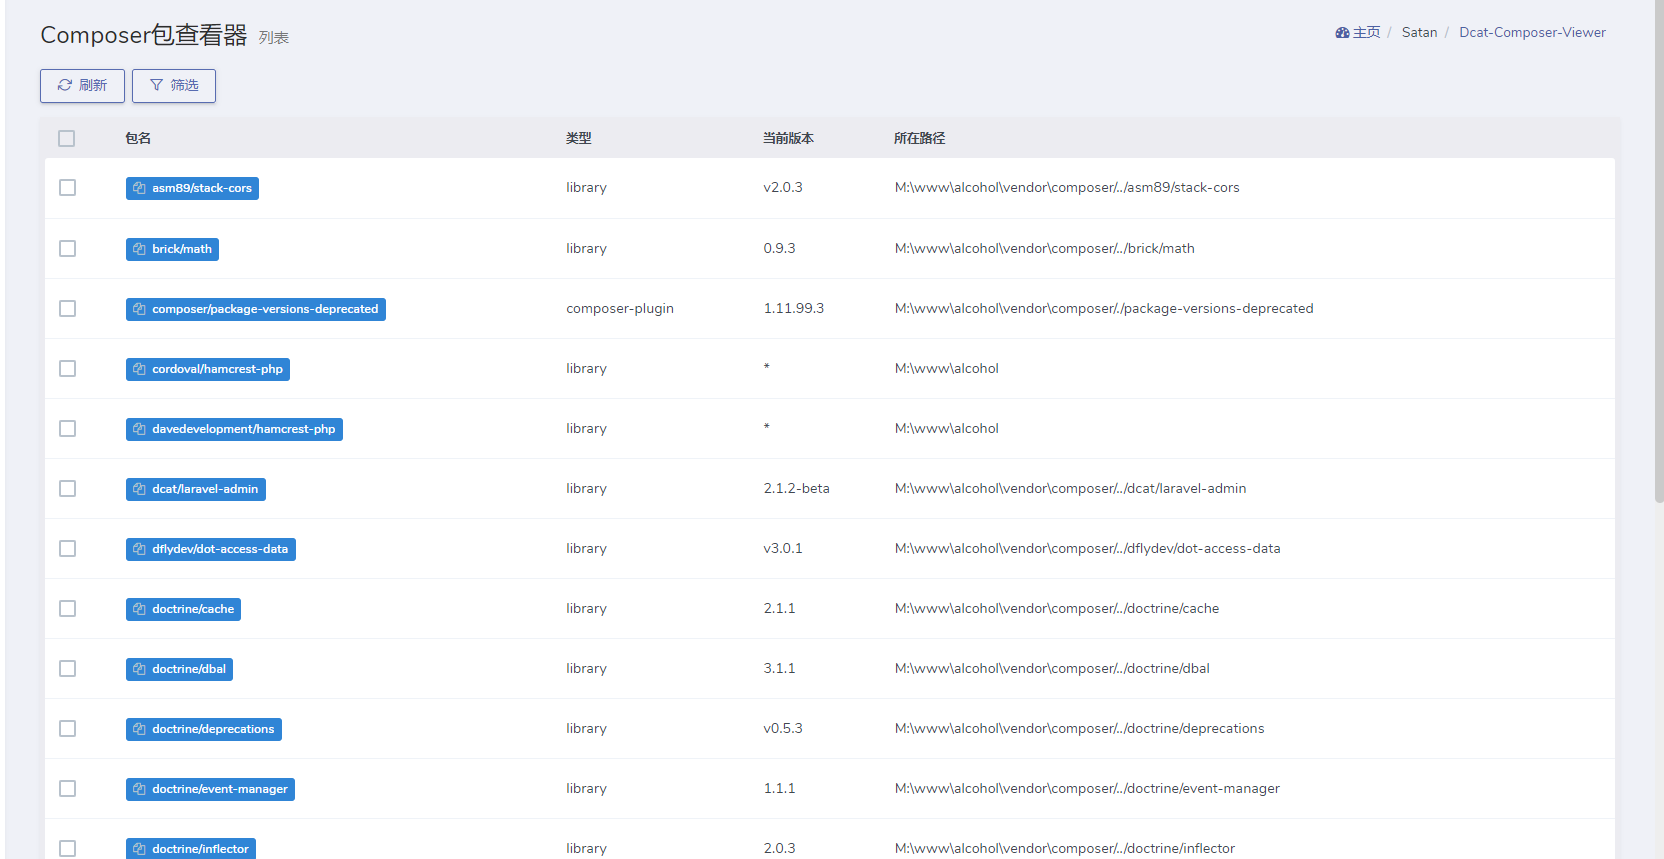 Composer包查看器 列表
主页 / Satan / Dcat-Composer-Viewer
刷新 筛选
包名 类型 当前版本 所在路径
asm89/stack-cors library v2.0.3 M:\www\alcohol\vendor\composer/../asm89/stack-cors
brick/math library 0.9.3 M:\www\alcohol\vendor\composer/../brick/math
composer/package-versions-deprecated composer-plugin 1.11.99.3 M:\www\alcohol\vendor\composer/./package-versions-deprecated
cordoval/hamcrest-php library * M:\www\alcohol
davedevelopment/hamcrest-php library * M:\www\alcohol
dcat/laravel-admin library 2.1.2-beta M:\www\alcohol\vendor\composer/../dcat/laravel-admin
dflydev/dot-access-data library v3.0.1 M:\www\alcohol\vendor\composer/../dflydev/dot-access-data
doctrine/cache library 2.1.1 M:\www\alcohol\vendor\composer/../doctrine/cache
doctrine/dbal library 3.1.1 M:\www\alcohol\vendor\composer/../doctrine/dbal
doctrine/deprecations library v0.5.3 M:\www\alcohol\vendor\composer/../doctrine/deprecations
doctrine/event-manager library 1.1.1 M:\www\alcohol\vendor\composer/../doctrine/event-manager
doctrine/inflector library 2.0.3 M:\www\alcohol\vendor\composer/../doctrine/inflector